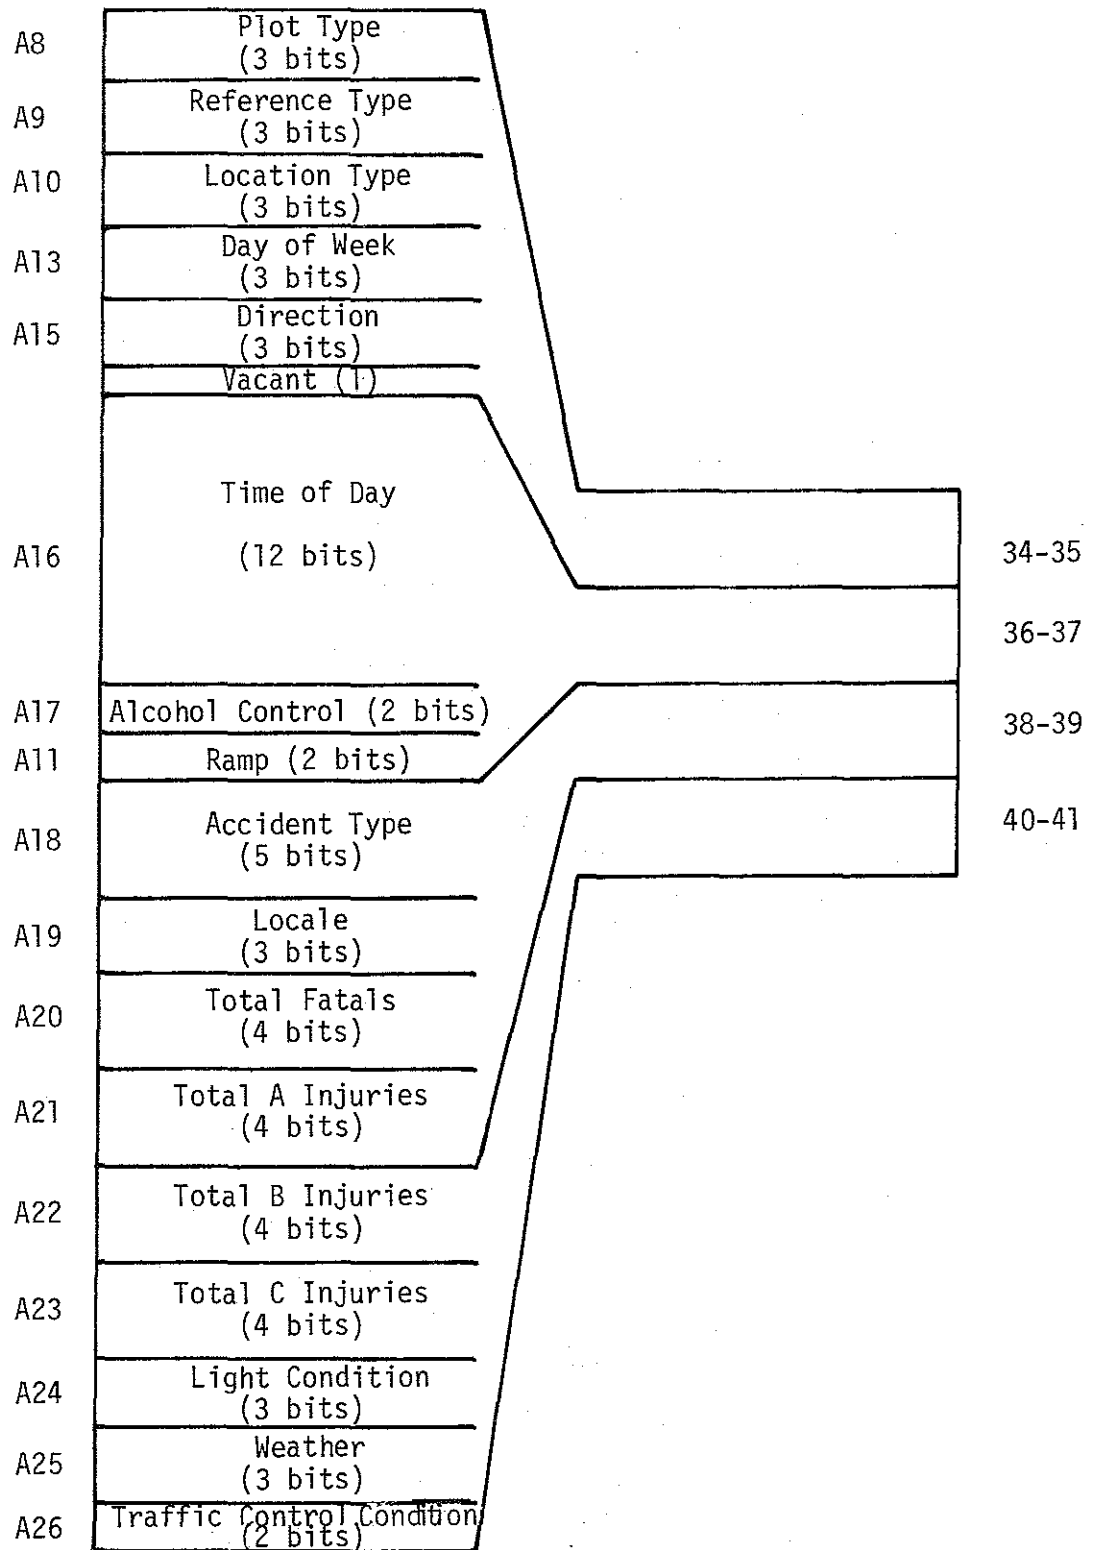 A8
Plot Type
(3 bits)
A9
Reference Type
(3 bits)
A10
Location Type
(3 bits)
A13
Day of Week
(3 bits)
A15
Direction
(3 bits)
Vacant (1)
Time of Day
A16
(12 bits)
34-35
36-37
A17
Alcohol Control (2 bits)
38-39
A11
Ramp (2 bits)
A18
Accident Type
(5 bits)
40-41
A19
Locale
(3 bits)
A20
Total Fatals
(4 bits)
A21
Total A Injuries
(4 bits)
A22
Total B Injuries
(4 bits)
A23
Total C Injuries
(4 bits)
A24
Light Condition
(3 bits)
A25
Weather
(3 bits)
A26
Traffic Control Condition
(2 bits)